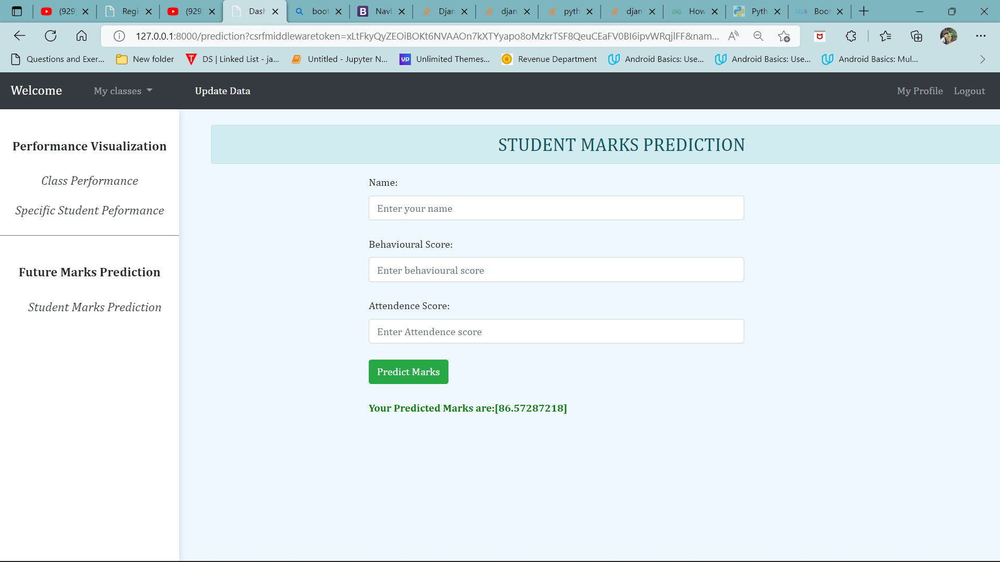 (929 Regi (929 Dash boot Navb Djan djan pyth djan How Pyth Boot
127.0.0.1:8000/prediction?csrfmiddlewaretoken=xLtFkyQyZEOiBOKt6NVAAOn7kXTYyapo8oMzkrTSF8QeuCEaFV0BI6ipvWRqjlFF&nam...
Questions and Exer... New folder DS | Linked List - ja... Untitled - Jupyter N... up Unlimited Themes... Revenue Department Android Basics: Use... Android Basics: Use... Android Basics: Mul...
Welcome My classes Update Data My Profile Logout
STUDENT MARKS PREDICTION
Performance Visualization
Class Performance
Specific Student Peformance
Future Marks Prediction
Student Marks Prediction
Name:
Enter your name
Behavioural Score:
Enter behavioural score
Attendence Score:
Enter Attendence score
Predict Marks
Your Predicted Marks are:[86.57287218]